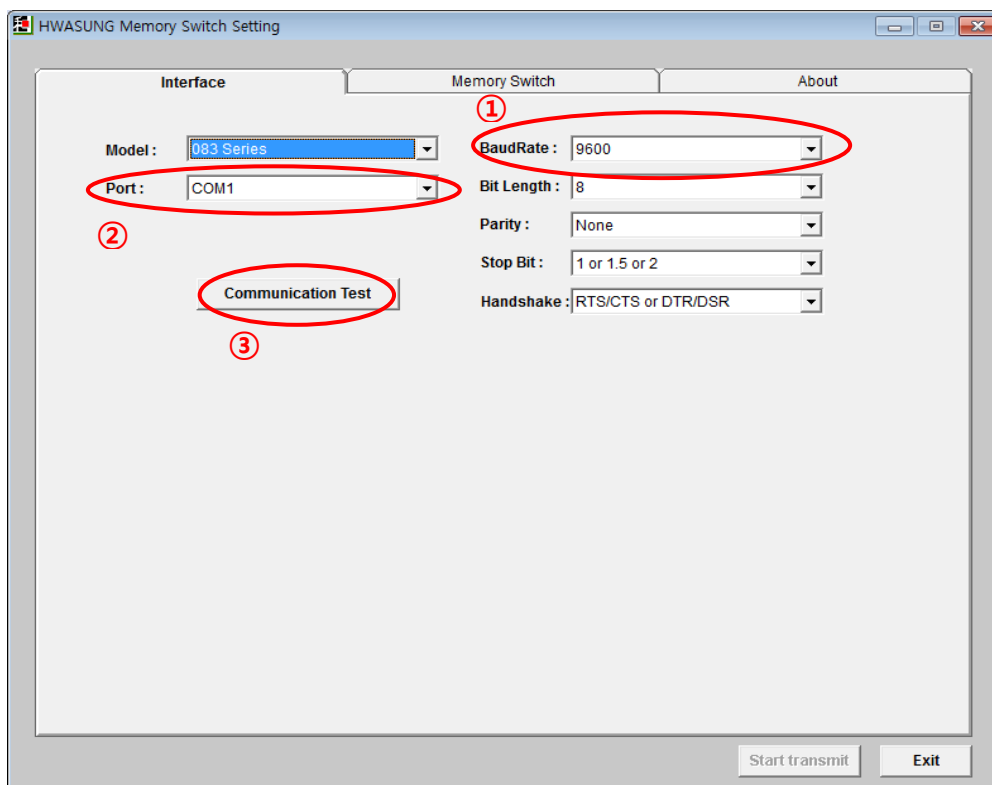 HWASUNG Memory Switch Setting
Interface
Memory Switch
About
①
Model :
083 Series
BaudRate :
9600
Port :
COM1
Bit Length :
8
②
Parity :
None
Stop Bit :
1 or 1.5 or 2
Communication Test
Handshake :
RTS/CTS or DTR/DSR
③
Start transmit
Exit